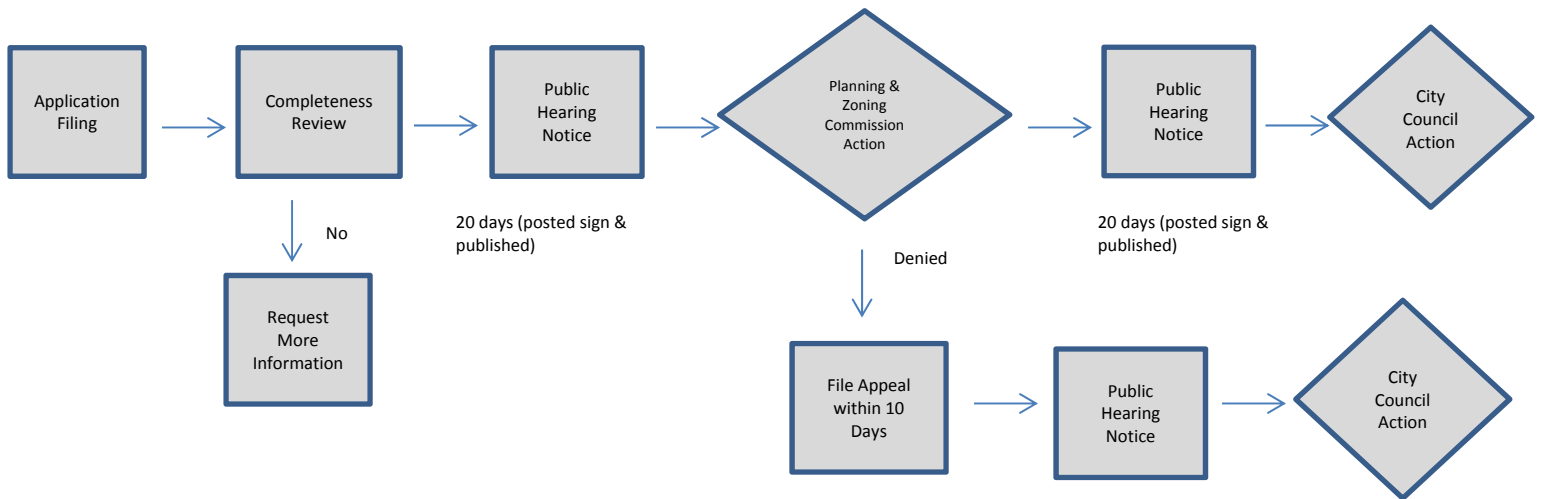 Application
Filing
Completeness
Review
Public
Hearing
Notice
Planning &
Zoning
Commission
Action
Public
Hearing
Notice
City
Council
Action
No
20 days (posted sign &
published)
Denied
20 days (posted sign &
published)
Request
More
Information
File Appeal
within 10
Days
Public
Hearing
Notice
City
Council
Action